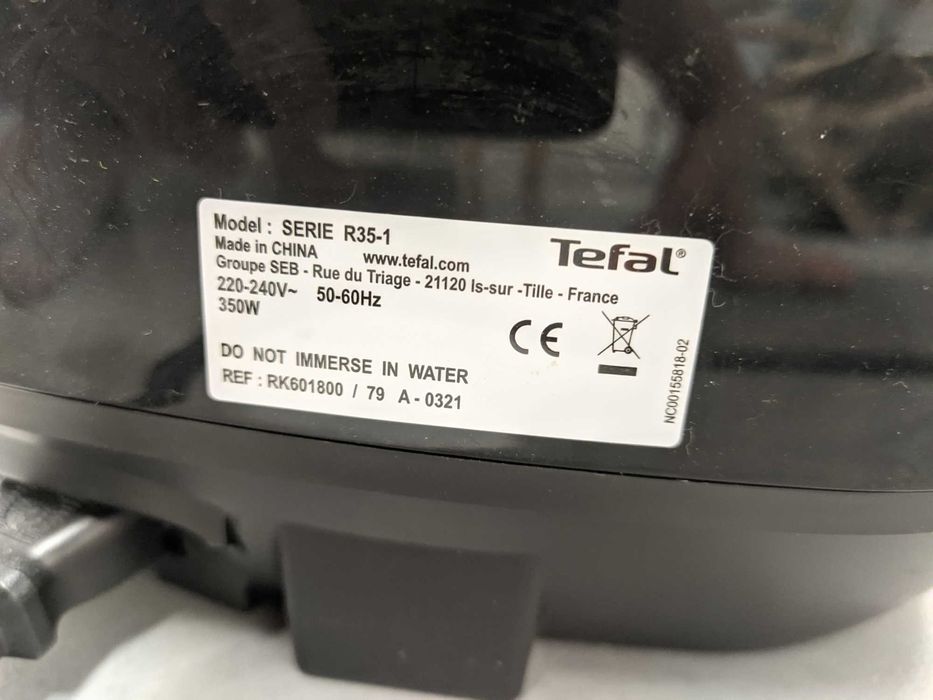 Model : SERIE R35-1
Tefal®
Made in CHINA www.tefal.com
Groupe SEB - Rue du Triage - 21120 Is-sur -Tille - France
220-240V~ 50-60Hz
350W
CE
DO NOT IMMERSE IN WATER
REF : RK601800 / 79 A - 0321
NC00155818-02